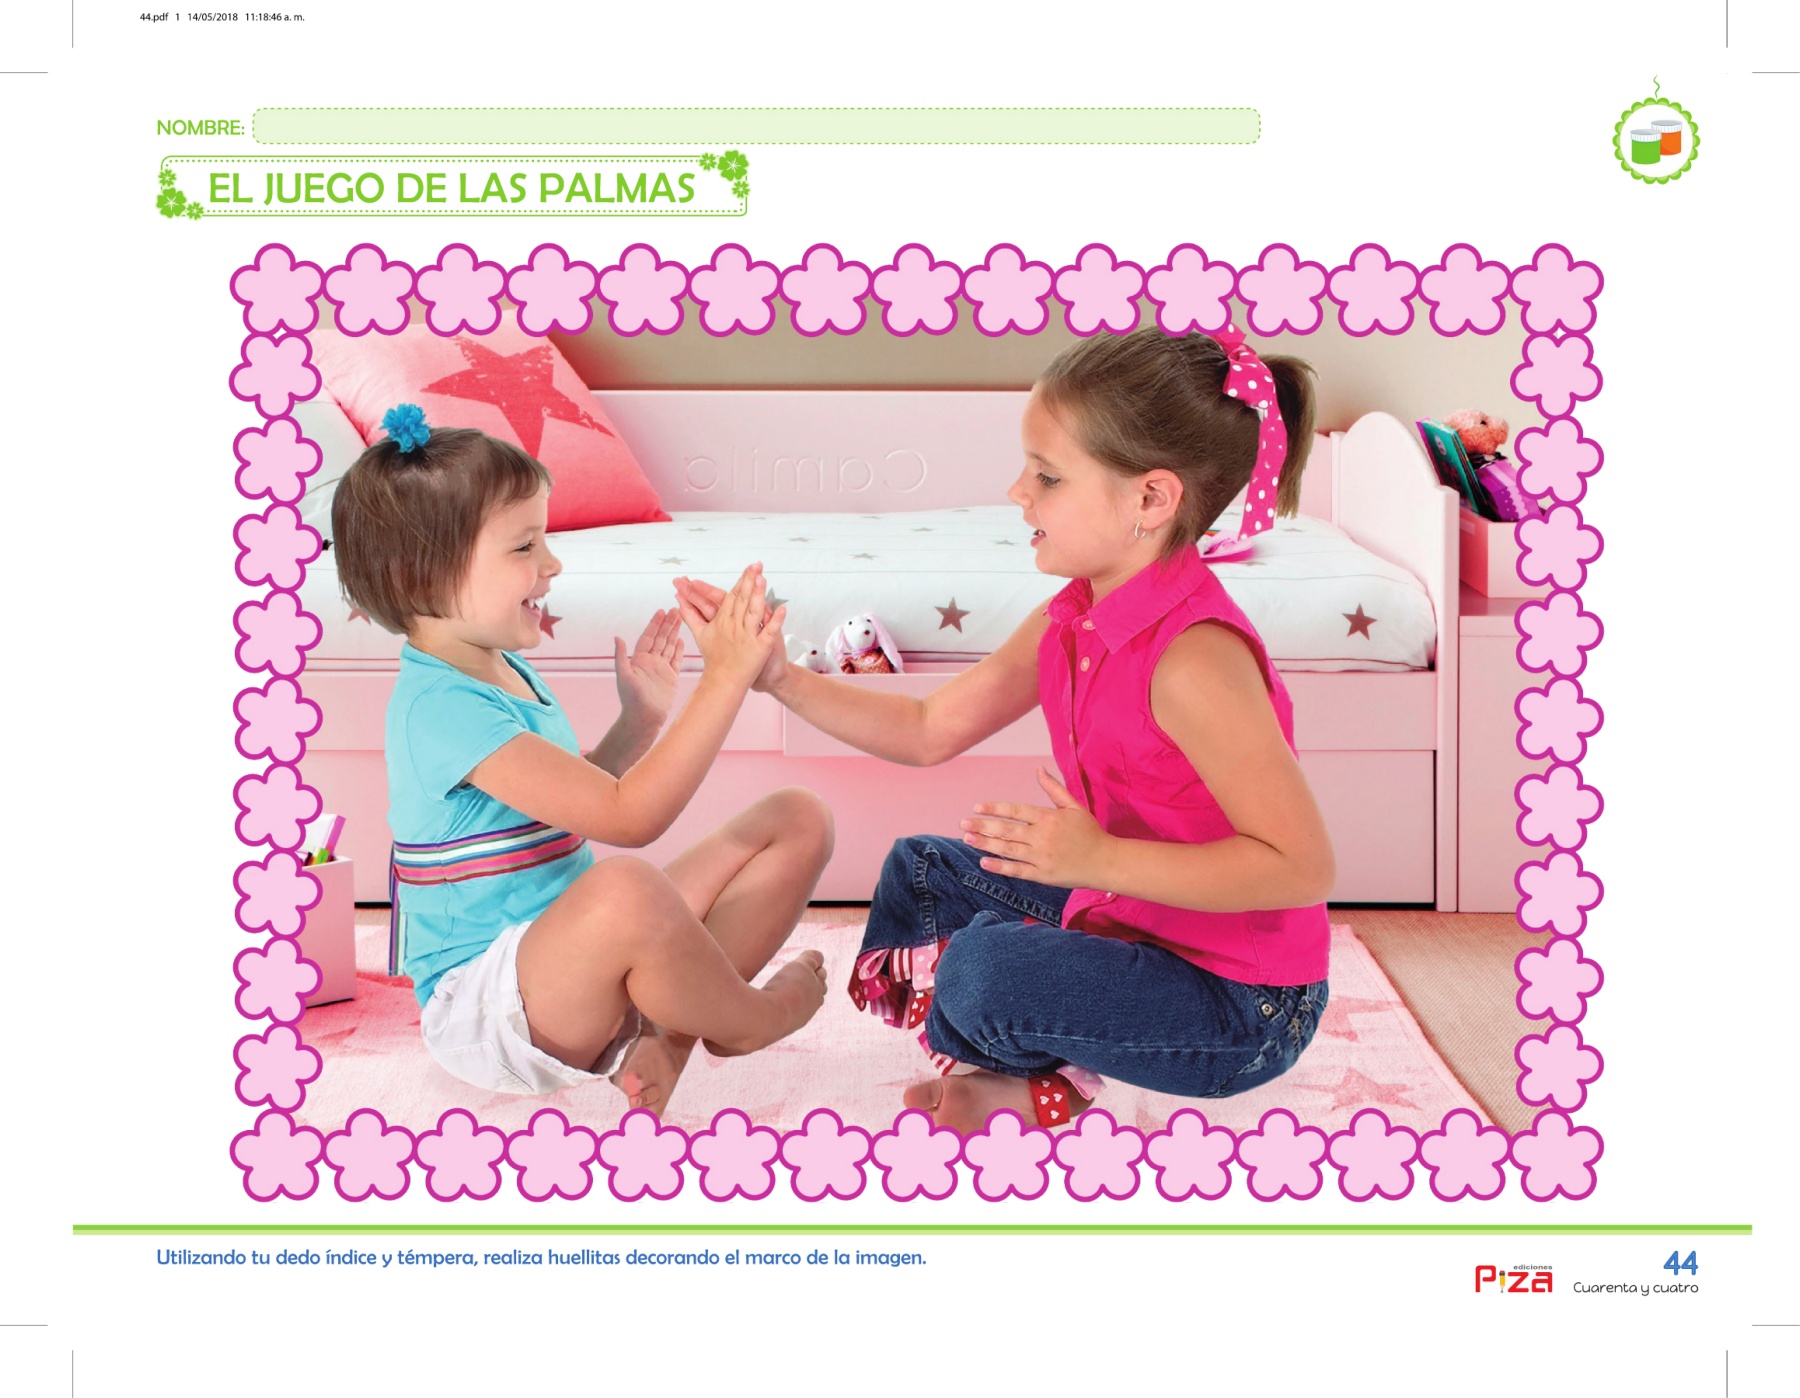 44.pdf 1 14/05/2018 11:18:46 a. m.
NOMBRE:
EL JUEGO DE LAS PALMAS
Camila
Utilizando tu dedo índice y témpera, realiza huellitas decorando el marco de la imagen.
ediciones
Piza
44
Cuarenta y cuatro